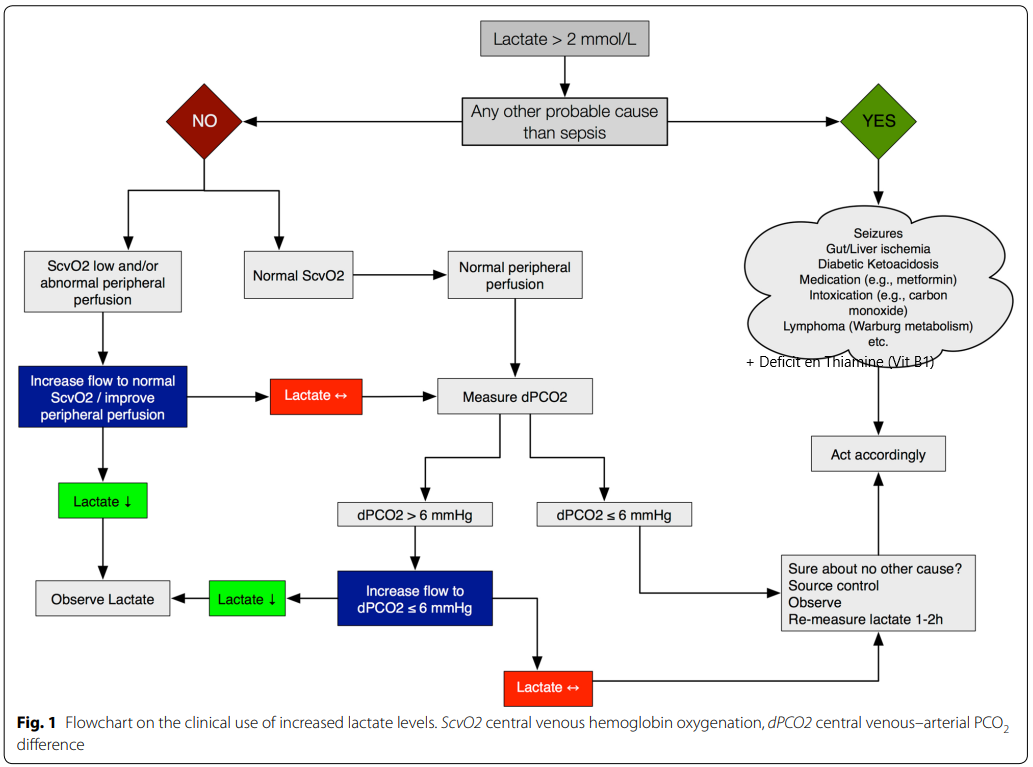 Lactate > 2 mmol/L
Any other probable cause
than sepsis
NO
YES
ScvO2 low and/or
abnormal peripheral
perfusion
Normal ScvO2
Normal peripheral
perfusion
Seizures
Gut/Liver ischemia
Diabetic Ketoacidosis
Medication (e.g., metformin)
Intoxication (e.g., carbon
monoxide)
Lymphoma (Warburg metabolism)
etc.
+ Deficit en Thiamine (Vit B1)
Increase flow to normal
ScvO2 / improve
peripheral perfusion
Lactate ↔
Measure dPCO2
Act accordingly
Lactate ↓
dPCO2 > 6 mmHg
dPCO2 ≤ 6 mmHg
Observe Lactate
Lactate ↓
Increase flow to
dPCO2 ≤ 6 mmHg
Sure about no other cause?
Source control
Observe
Re-measure lactate 1-2h
Lactate ↔
Fig. 1 Flowchart on the clinical use of increased lactate levels. ScvO2 central venous hemoglobin oxygenation, dPCO2 central venous–arterial PCO₂
difference